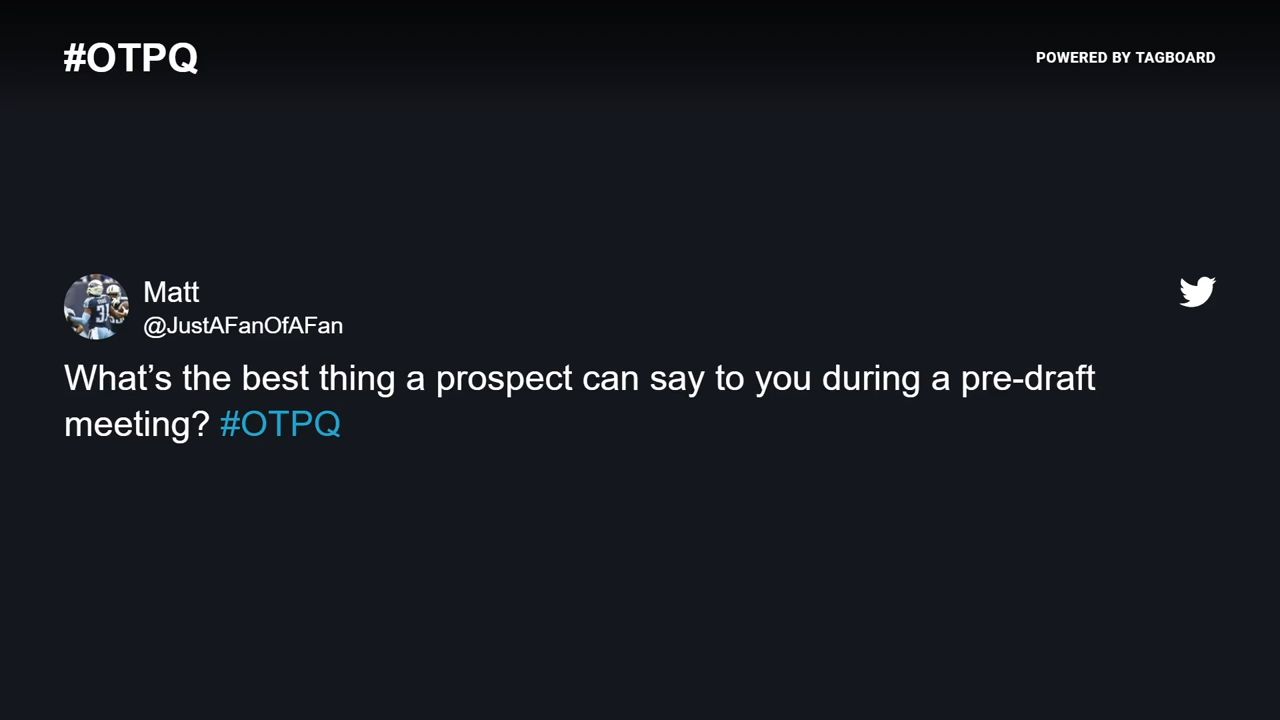 #OTPQ
POWERED BY TAGBOARD
Matt
@JustAFanOfAFan
What’s the best thing a prospect can say to you during a pre-draft
meeting? #OTPQ